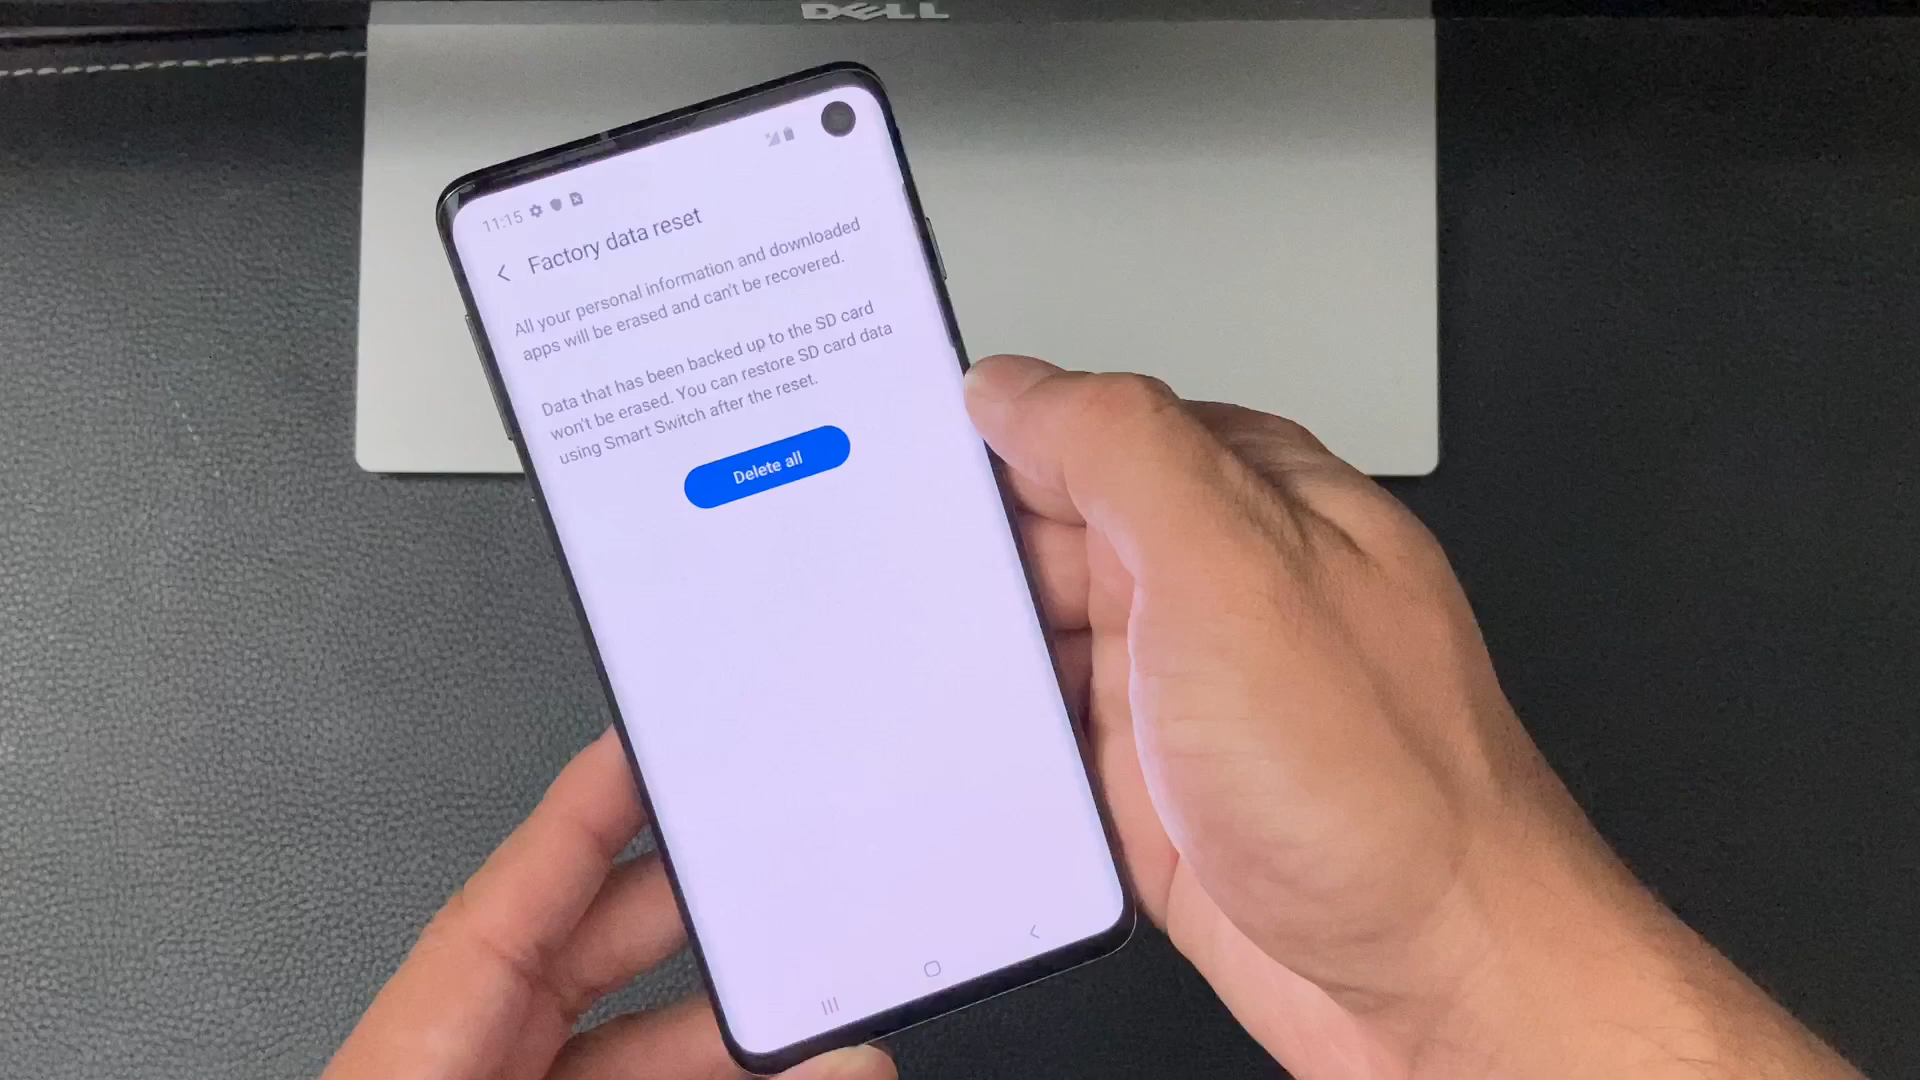 DELL
11:15
Factory data reset
All your personal information and downloaded
apps will be erased and can't be recovered.
Data that has been backed up to the SD card
won't be erased. You can restore SD card data
using Smart Switch after the reset.
Delete all